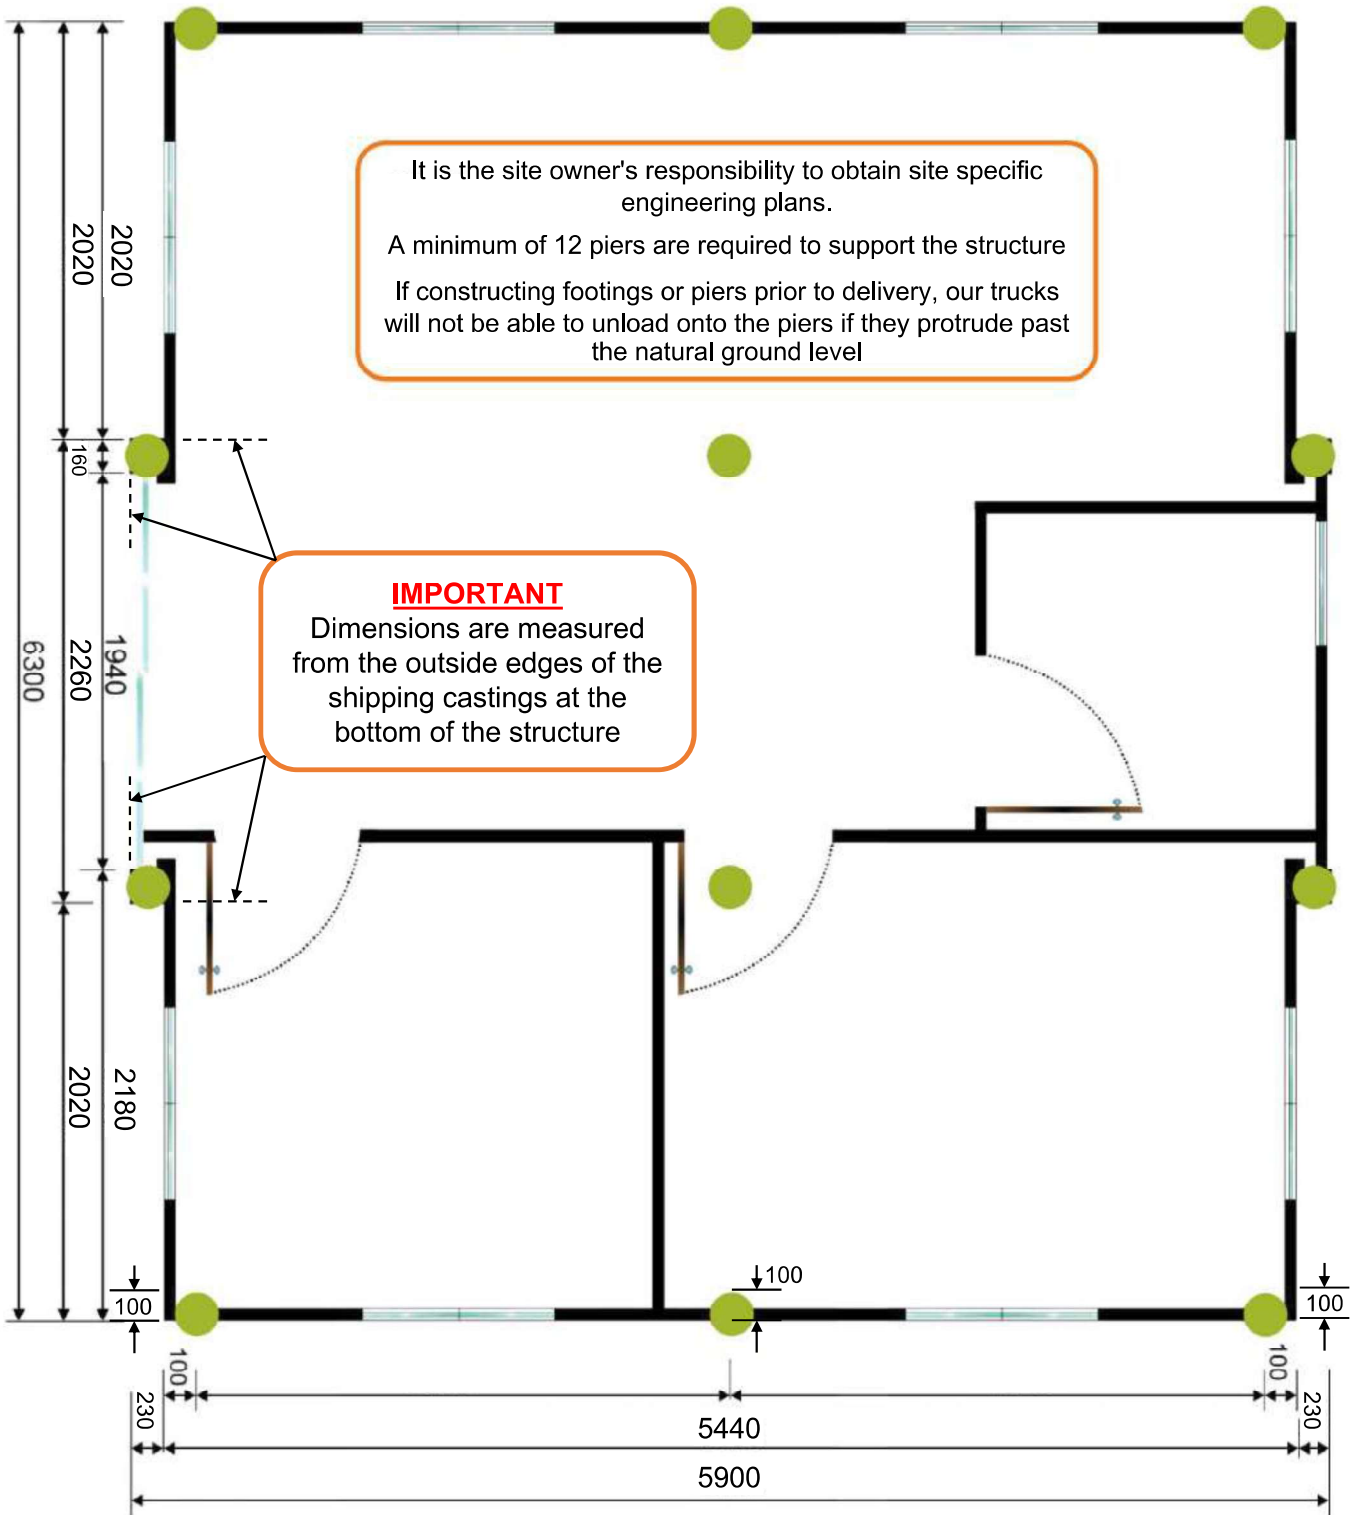 It is the site owner's responsibility to obtain site specific
engineering plans.
A minimum of 12 piers are required to support the structure
If constructing footings or piers prior to delivery, our trucks
will not be able to unload onto the piers if they protrude past
the natural ground level
2020
2020
160
IMPORTANT
Dimensions are measured
from the outside edges of the
shipping castings at the
bottom of the structure
6300
2260
1940
2020
2180
100
100
100
100
100
230
230
5440
5900